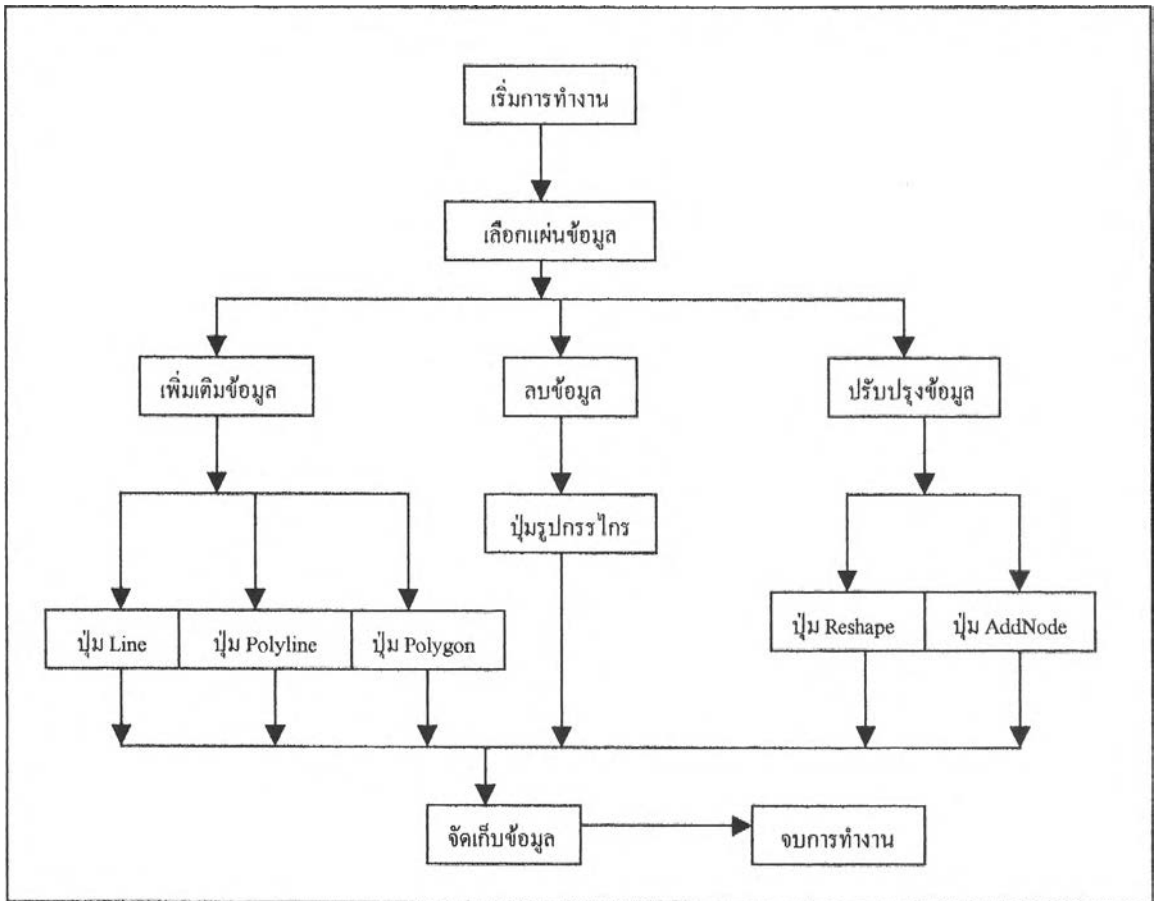 เริ่มการทำงาน
เลือกแผ่นข้อมูล
เพิ่มเติมข้อมูล
ลบข้อมูล
ปรับปรุงข้อมูล
ปุ่มรูปกรรไกร
ปุ่ม Line
ปุ่ม Polyline
ปุ่ม Polygon
ปุ่ม Reshape
ปุ่ม AddNode
จัดเก็บข้อมูล
จบการทำงาน